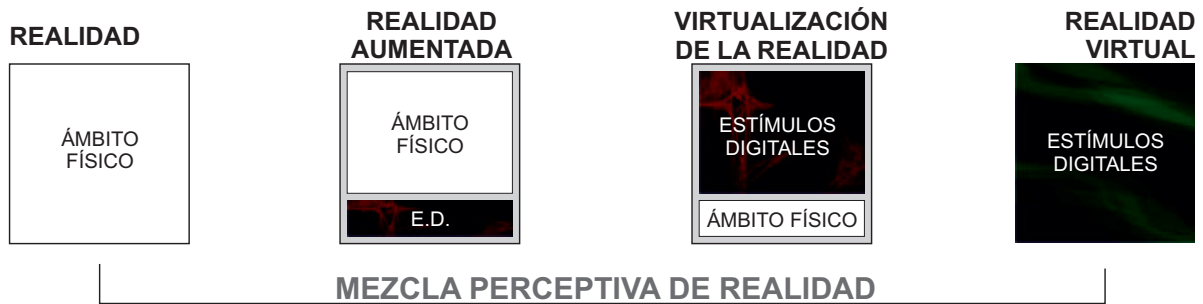 REALIDAD
ÁMBITO
FÍSICO
REALIDAD
AUMENTADA
ÁMBITO
FÍSICO
E.D.
VIRTUALIZACIÓN
DE LA REALIDAD
ESTÍMULOS
DIGITALES
ÁMBITO FÍSICO
REALIDAD
VIRTUAL
ESTÍMULOS
DIGITALES
MEZCLA PERCEPTIVA DE REALIDAD